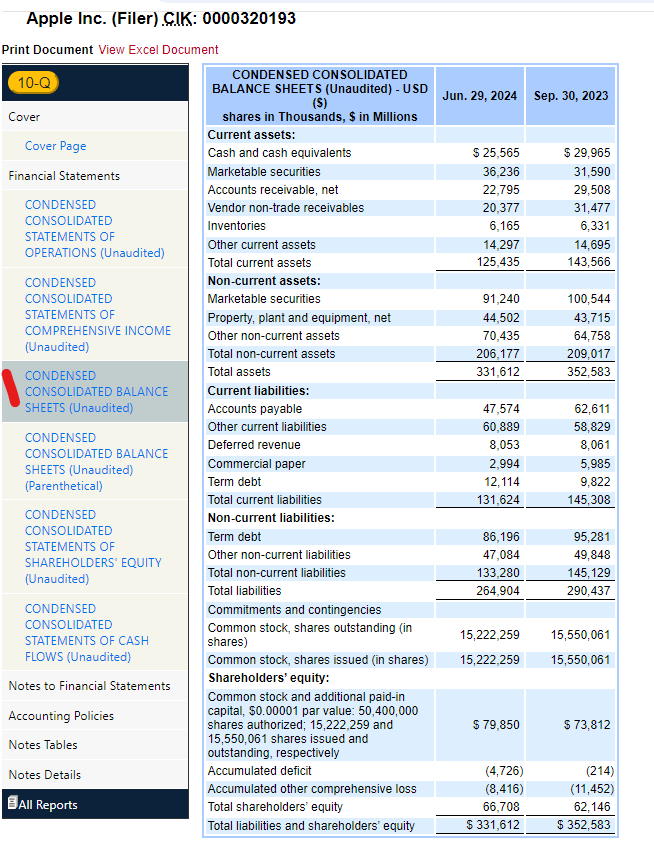 Apple Inc. (Filer) CIK: 0000320193
Print Document View Excel Document
10-Q
Cover
Cover Page
Financial Statements
CONDENSED
CONSOLIDATED
STATEMENTS OF
OPERATIONS (Unaudited)
CONDENSED
CONSOLIDATED
STATEMENTS OF
COMPREHENSIVE INCOME
(Unaudited)
CONDENSED
CONSOLIDATED BALANCE
SHEETS (Unaudited)
CONDENSED
CONSOLIDATED BALANCE
SHEETS (Unaudited)
(Parenthetical)
CONDENSED
CONSOLIDATED
STATEMENTS OF
SHAREHOLDERS' EQUITY
(Unaudited)
CONDENSED
CONSOLIDATED
STATEMENTS OF CASH
FLOWS (Unaudited)
Notes to Financial Statements
Accounting Policies
Notes Tables
Notes Details
All Reports
CONDENSED CONSOLIDATED
BALANCE SHEETS (Unaudited) - USD
($)
shares in Thousands, $ in Millions
Jun. 29, 2024 Sep. 30, 2023
Current assets:
Cash and cash equivalents $ 25,565 $ 29,965
Marketable securities 36,236 31,590
Accounts receivable, net 22,795 29,508
Vendor non-trade receivables 20,377 31,477
Inventories 6,165 6,331
Other current assets 14,297 14,695
Total current assets 125,435 143,566
Non-current assets:
Marketable securities 91,240 100,544
Property, plant and equipment, net 44,502 43,715
Other non-current assets 70,435 64,758
Total non-current assets 206,177 209,017
Total assets 331,612 352,583
Current liabilities:
Accounts payable 47,574 62,611
Other current liabilities 60,889 58,829
Deferred revenue 8,053 8,061
Commercial paper 2,994 5,985
Term debt 12,114 9,822
Total current liabilities 131,624 145,308
Non-current liabilities:
Term debt 86,196 95,281
Other non-current liabilities 47,084 49,848
Total non-current liabilities 133,280 145,129
Total liabilities 264,904 290,437
Commitments and contingencies
Common stock, shares outstanding (in
shares) 15,222,259 15,550,061
Common stock, shares issued (in shares) 15,222,259 15,550,061
Shareholders' equity:
Common stock and additional paid-in
capital, $0.00001 par value: 50,400,000
shares authorized; 15,222,259 and
15,550,061 shares issued and
outstanding, respectively
$ 79,850 $ 73,812
Accumulated deficit (4,726) (214)
Accumulated other comprehensive loss (8,416) (11,452)
Total shareholders' equity 66,708 62,146
Total liabilities and shareholders' equity $ 331,612 $ 352,583